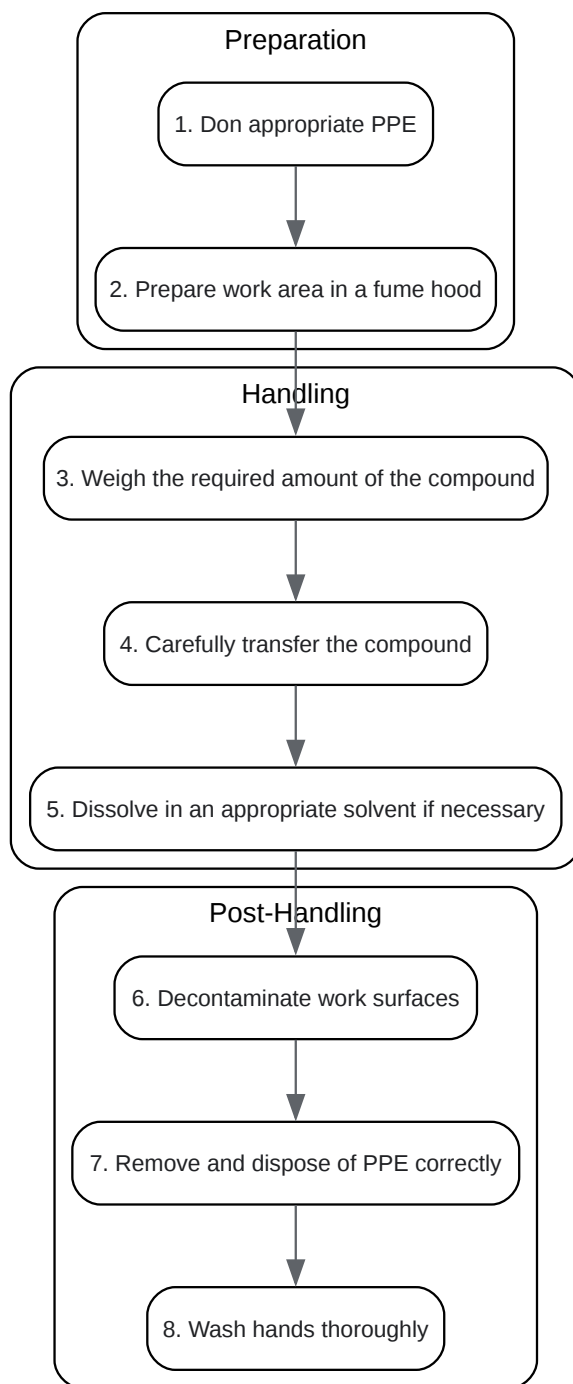 Preparation
1. Don appropriate PPE
2. Prepare work area in a fume hood
Handling
3. Weigh the required amount of the compound
4. Carefully transfer the compound
5. Dissolve in an appropriate solvent if necessary
Post-Handling
6. Decontaminate work surfaces
7. Remove and dispose of PPE correctly
8. Wash hands thoroughly